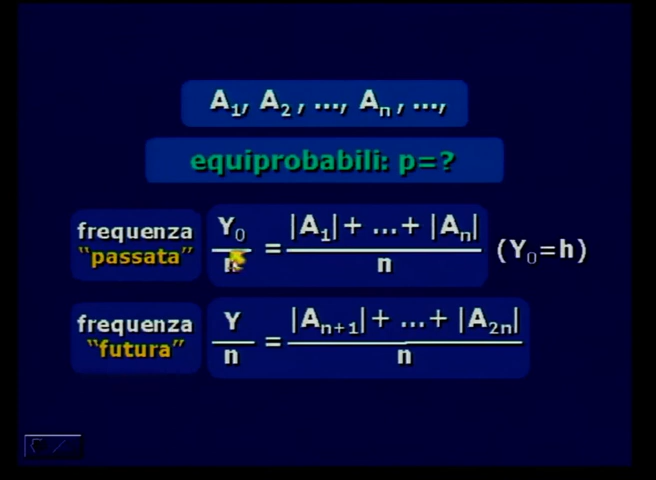 A₁, A₂, ..., Aₙ, ...,
equiprobabili: p=?
frequenza "passata" Y₀/n = |A₁|+ ...+ |Aₙ| / n (Y₀=h)
frequenza "futura" Y/n = |Aₙ₊₁|+ ...+ |A₂ₙ| / n